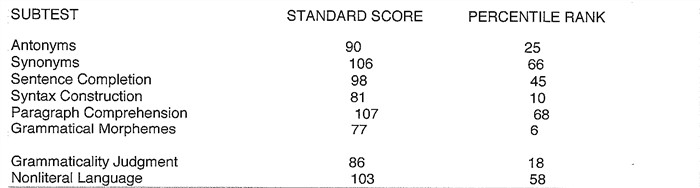 SUBTEST STANDARD SCORE PERCENTILE RANK
Antonyms 90 25
Synonyms 106 66
Sentence Completion 98 45
Syntax Construction 81 10
Paragraph Comprehension 107 68
Grammatical Morphemes 77 6
Grammaticality Judgment 86 18
Nonliteral Language 103 58